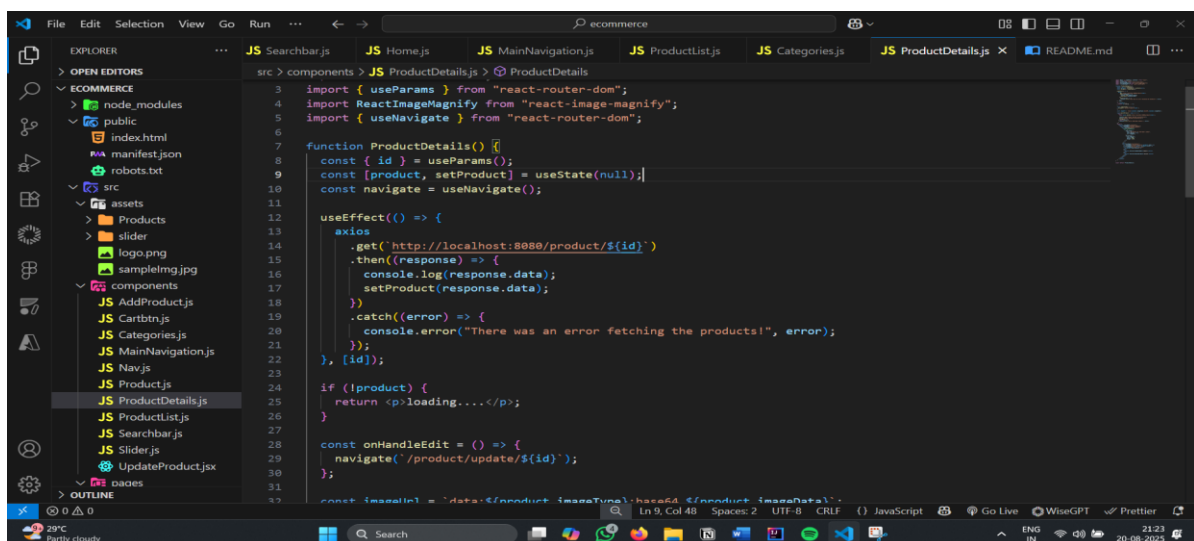 File Edit Selection View Go Run ... ecommerce
EXPLORER ...
JS Searchbar.js JS Home.js JS MainNavigation.js JS ProductList.js JS Categories.js JS ProductDetails.js README.md ...
> OPEN EDITORS
src > components > JS ProductDetails.js > ProductDetails
ECOMMERCE
> node_modules
public
index.html
manifest.json
robots.txt
src
assets
> Products
> slider
logo.png
sampleImg.jpg
components
JS AddProduct.js
JS Cartbtn.js
JS Categories.js
JS MainNavigation.js
JS Nav.js
JS Product.js
JS ProductDetails.js
JS ProductList.js
JS Searchbar.js
JS Slider.js
UpdateProduct.jsx
pages
> OUTLINE
3 import { useParams } from "react-router-dom";
4 import ReactImageMagnify from "react-image-magnify";
5 import { useNavigate } from "react-router-dom";
6
7 function ProductDetails() {
8 const { id } = useParams();
9 const [product, setProduct] = useState(null);
10 const navigate = useNavigate();
11
12 useEffect(() => {
13 axios
14 .get(`http://localhost:8080/product/${id}`)
15 .then((response) => {
16 console.log(response.data);
17 setProduct(response.data);
18 })
19 .catch((error) => {
20 console.error("There was an error fetching the products!", error);
21 });
22 }, [id]);
23
24 if (!product) {
25 return <p>loading....</p>;
26 }
27
28 const onHandleEdit = () => {
29 navigate(`/product/update/${id}`);
30 };
31
32 const imageUrl = `data:${product.imageType};base64,${product.imageData}`;
0 0 Ln 9, Col 48 Spaces: 2 UTF-8 CRLF {} JavaScript Go Live WiseGPT Prettier
29°C
Partly cloudy
Search
ENG
IN
21:23
20-08-2025